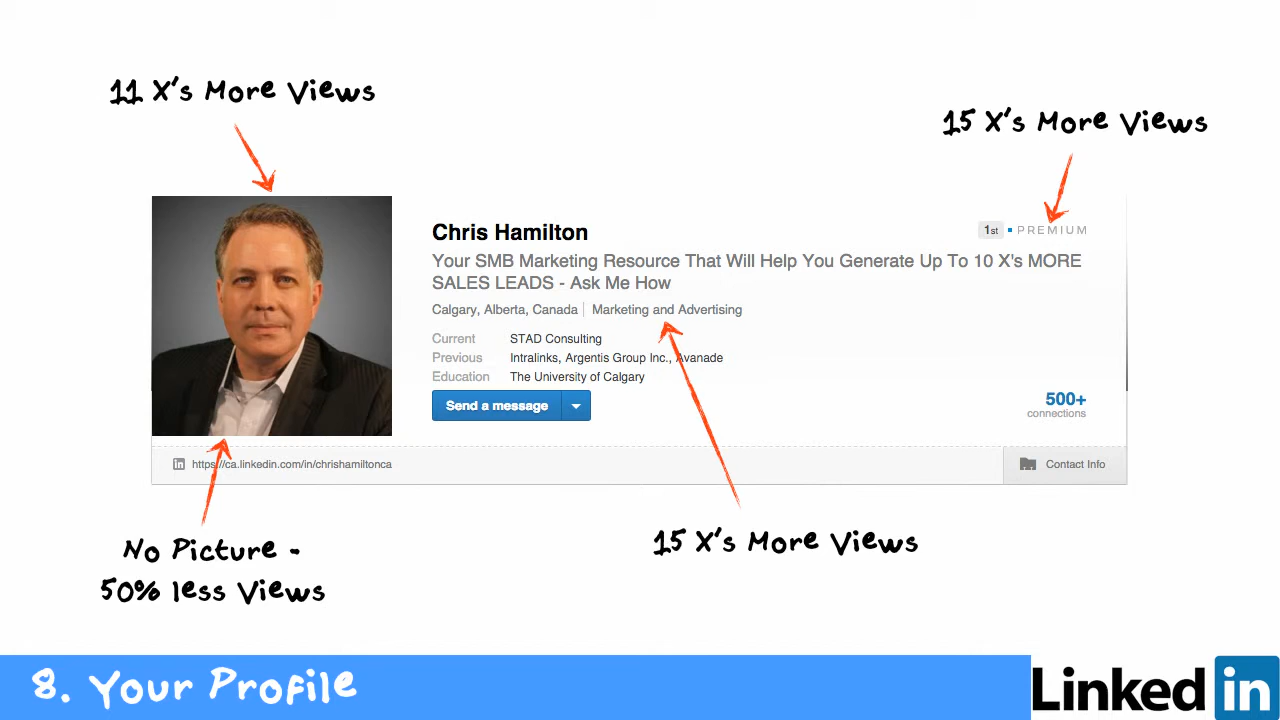 11 X's More Views
15 X's More Views
Chris Hamilton
1st PREMIUM
Your SMB Marketing Resource That Will Help You Generate Up To 10 X's MORE
SALES LEADS - Ask Me How
Calgary, Alberta, Canada | Marketing and Advertising
Current STAD Consulting
Previous Intralinks, Argentis Group Inc., Avanade
Education The University of Calgary
Send a message
500+
connections
in https://ca.linkedin.com/in/chrishamiltonca
Contact Info
15 X's More Views
No Picture -
50% less Views
8. Your Profile
Linked in